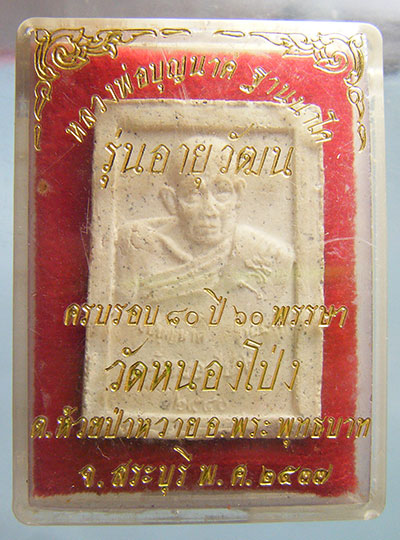 หลวงพ่อบุญนาค ฐานนาโค
รุ่นอายุวัฒน
ครบรอบ ๘๐ ปี ๖๐ พรรษา
วัดหนองโป่ง
ต.ห้วยป่าหวาย อ.พระพุทธบาท
จ.สระบุรี พ.ศ.๒๕๓๗